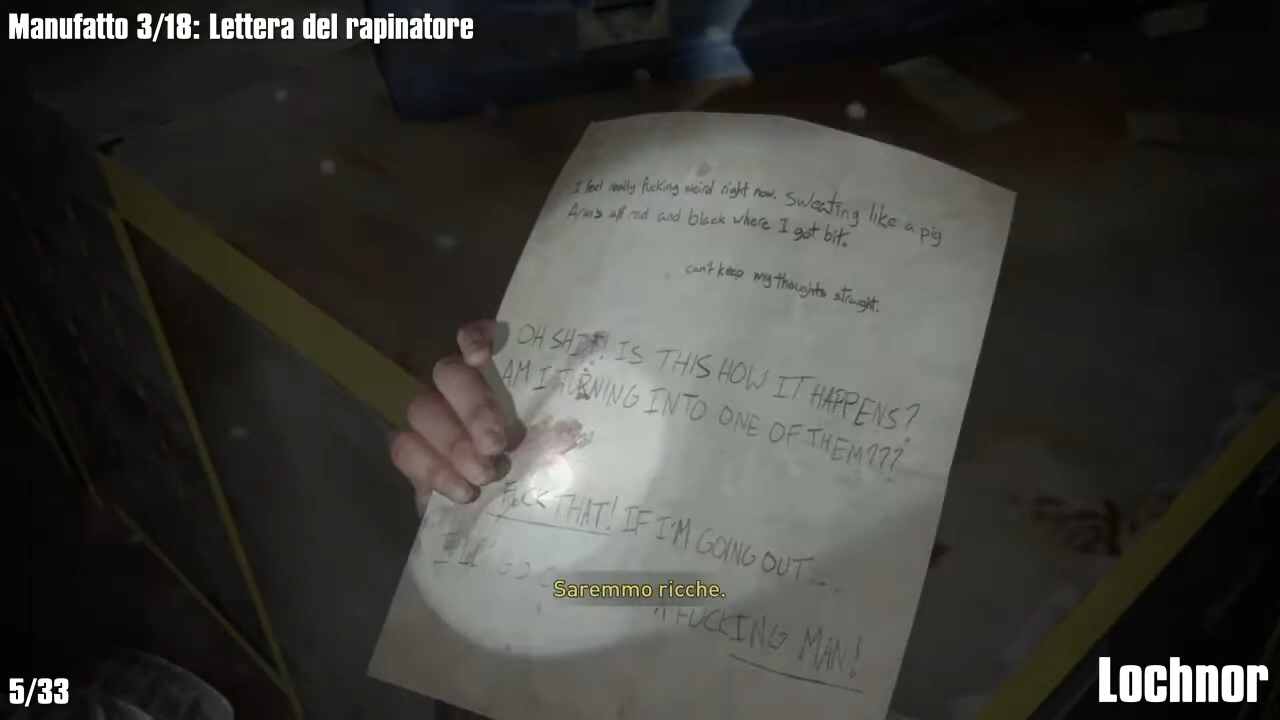 Manufatto 3/18: Lettera del rapinatore
I feel really fucking weird right now. Sweating like a pig
Arm's all red and black where I got bit.
can't keep my thoughts straight.
OH SHIT! IS THIS HOW IT HAPPENS?
AM I TURNING INTO ONE OF THEM???
FUCK THAT! IF I'M GOING OUT...
I'LL GO
Saremmo ricche.
A FUCKING MAN!
5/33
Lochnor